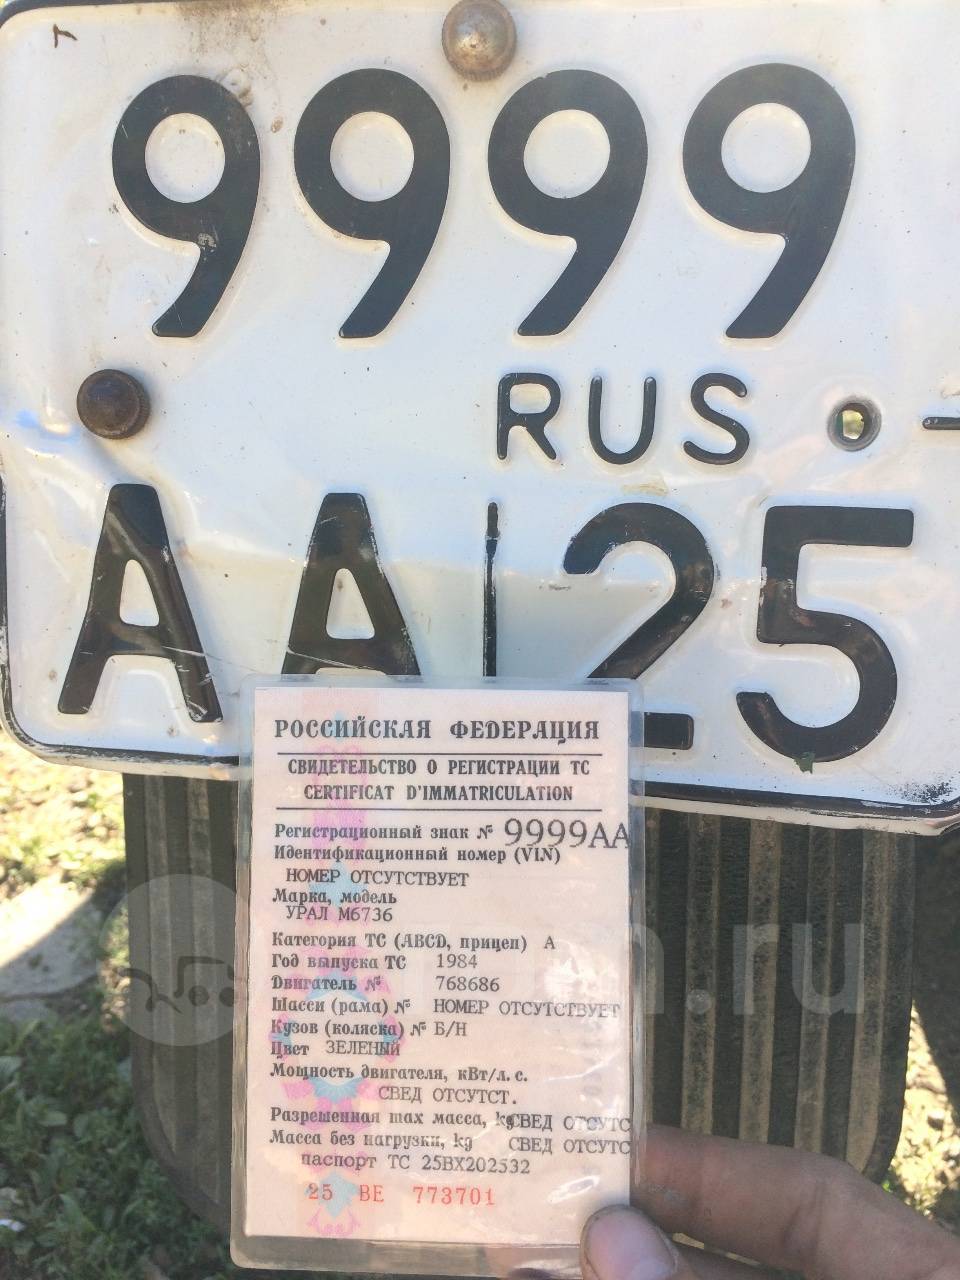 9999
RUS
AA 25
РОССИЙСКАЯ ФЕДЕРАЦИЯ
СВИДЕТЕЛЬСТВО О РЕГИСТРАЦИИ ТС
CERTIFICAT D'IMMATRICULATION
Регистрационный знак № 9999АА
Идентификационный номер (VIN)
НОМЕР ОТСУТСТВУЕТ
Марка, модель
УРАЛ М6736
Категория ТС (ABCD, прицеп) А
Год выпуска ТС 1984
Двигатель № 768686
Шасси (рама) № НОМЕР ОТСУТСТВУЕТ
Кузов (коляска) № Б/Н
Цвет ЗЕЛЕНЫЙ
Мощность двигателя, кВт/л. с.
СВЕД ОТСУТСТ.
Разрешенная max масса, kg СВЕД ОТСУТС
Масса без нагрузки, kg СВЕД ОТСУТС
паспорт ТС 25ВХ202532
25 ВЕ 773701